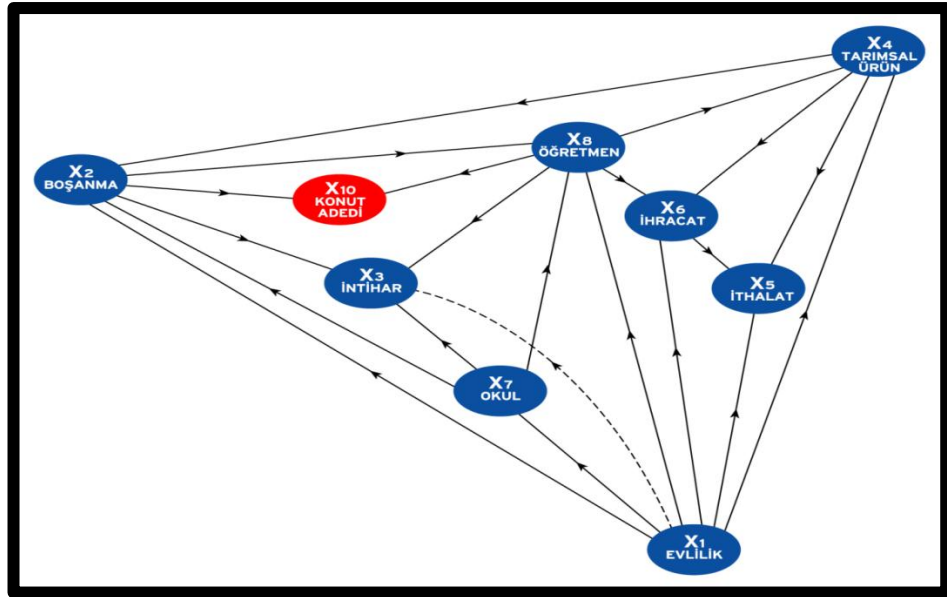 X4
TARIMSAL
ÜRÜN
X8
ÖĞRETMEN
X2
BOŞANMA
X10
KONUT
ADEDİ
X6
İHRACAT
X3
İNTİHAR
X5
İTHALAT
X7
OKUL
X1
EVLİLİK